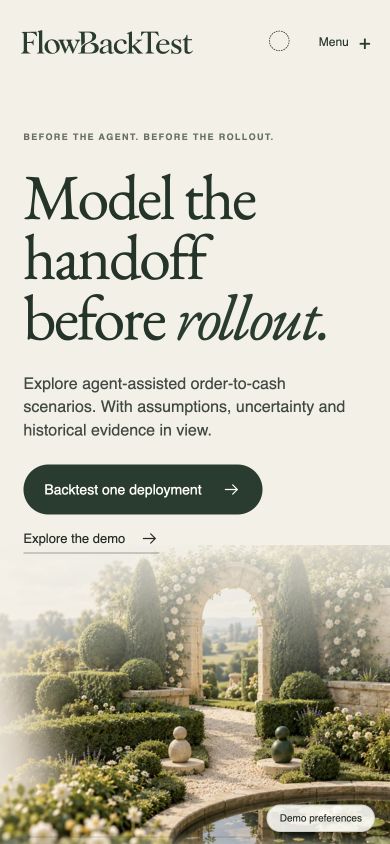 FlowBackTest
Menu +
BEFORE THE AGENT. BEFORE THE ROLLOUT.
Model the
handoff
before rollout.
Explore agent-assisted order-to-cash
scenarios. With assumptions, uncertainty and
historical evidence in view.
Backtest one deployment →
Explore the demo →
Demo preferences